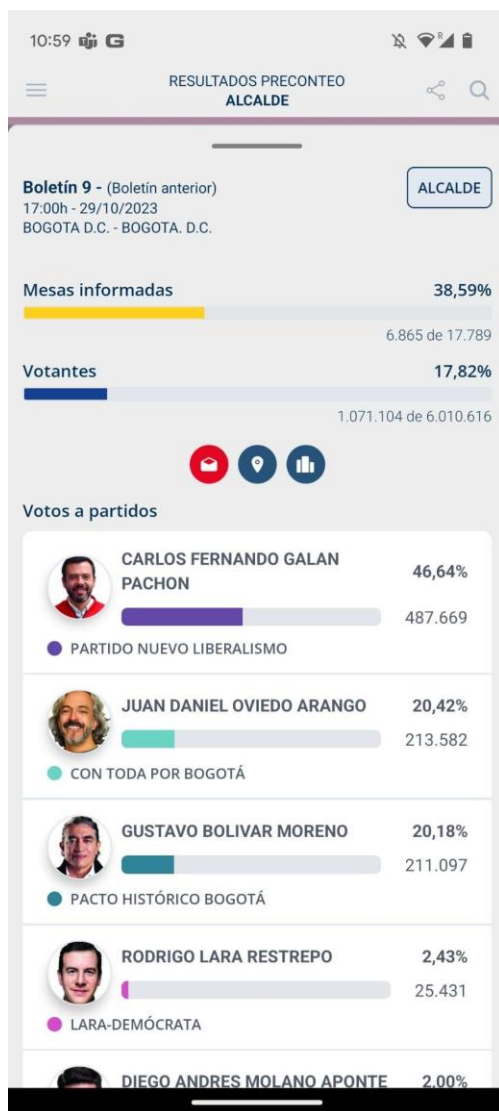 10:59
RESULTADOS PRECONTEO
ALCALDE
Boletín 9 - (Boletín anterior)
17:00h - 29/10/2023
BOGOTA D.C. - BOGOTA. D.C.
ALCALDE
Mesas informadas
38,59%
6.865 de 17.789
Votantes
17,82%
1.071.104 de 6.010.616
Votos a partidos
CARLOS FERNANDO GALAN
PACHON
46,64%
487.669
PARTIDO NUEVO LIBERALISMO
JUAN DANIEL OVIEDO ARANGO
20,42%
213.582
CON TODA POR BOGOTÁ
GUSTAVO BOLIVAR MORENO
20,18%
211.097
PACTO HISTÓRICO BOGOTÁ
RODRIGO LARA RESTREPO
2,43%
25.431
LARA-DEMÓCRATA
DIEGO ANDRES MOLANO APONTE
2,00%